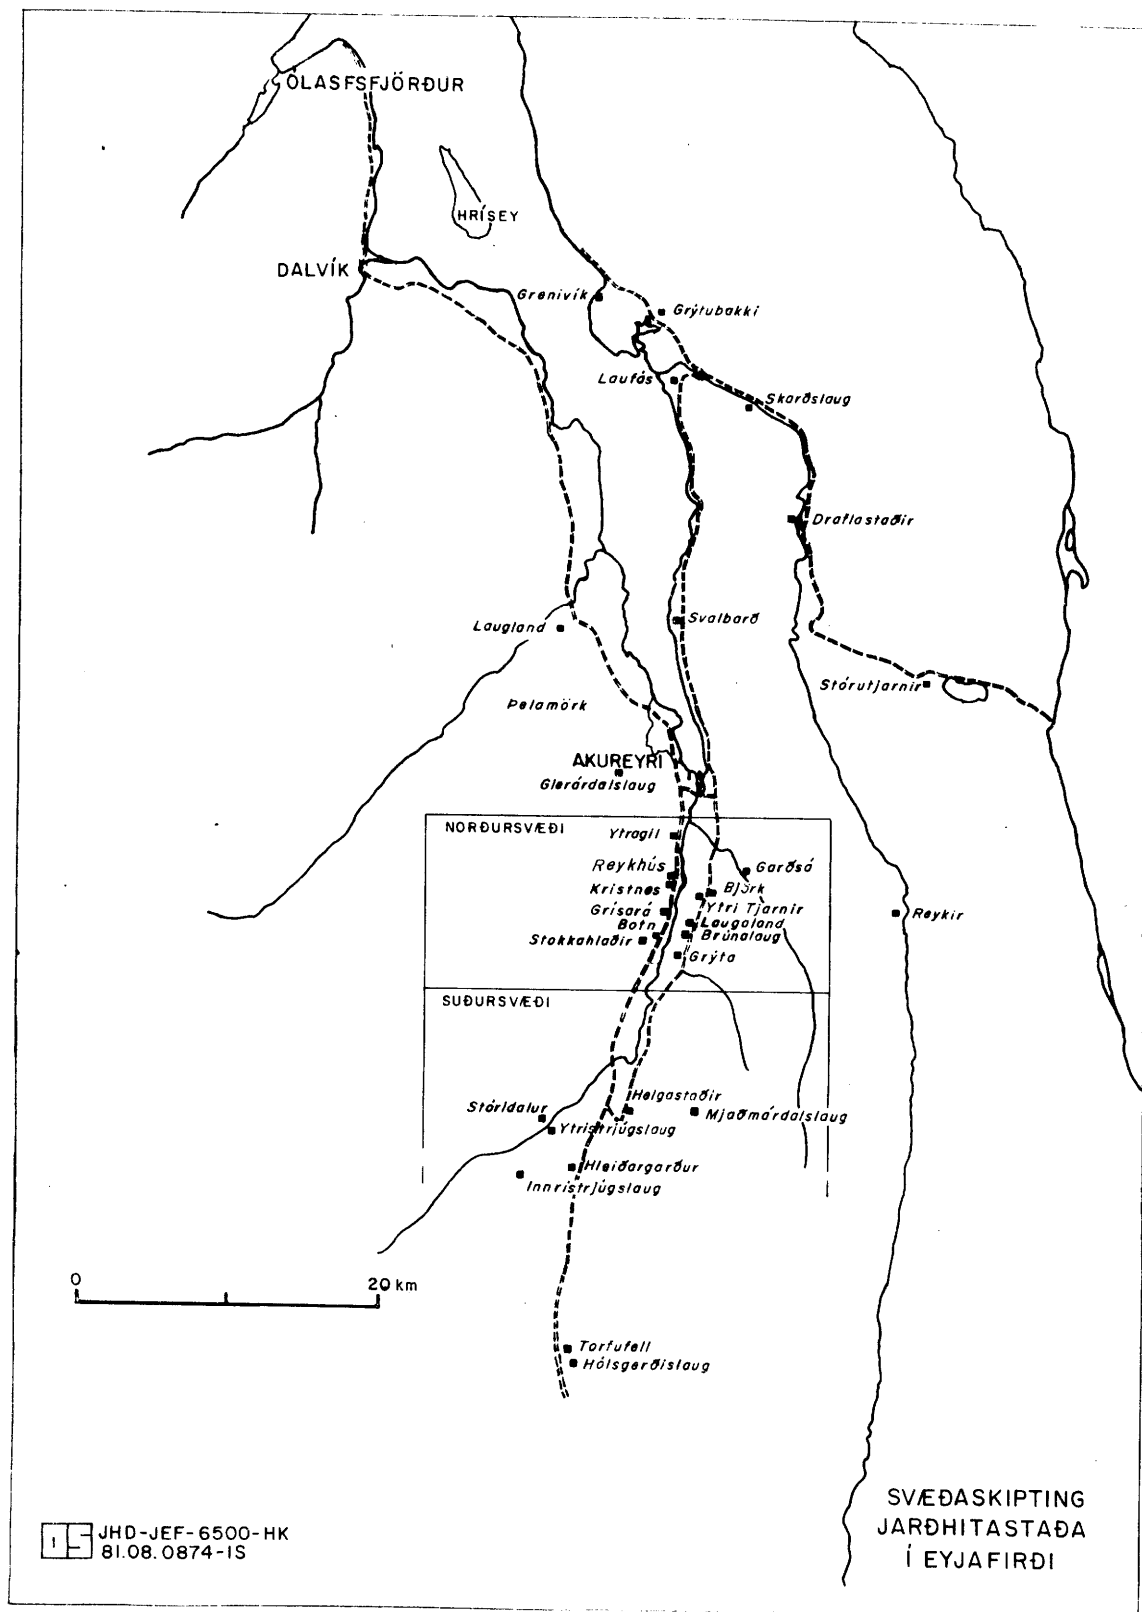 ÓLASFSFJÖRÐUR
HRÍSEY
DALVÍK
Grenivík
Grýtubakki
Laufás
Skarðslaug
Draflastaðir
Svalbarð
Laugland
Stórutjarnir
Þelamörk
AKUREYRI
Glerárdalslaug
NORÐURSVÆÐI
Ytragil
Reykhús
Garðsá
Kristnes
Björk
Ytri Tjarnir
Grísará
Reykir
Botn
Laugaland
Stokkahlaðir
Brúnalaug
Grýta
SUÐURSVÆÐI
Helgastaðir
Stóridalur
Mjaðmárdalslaug
Ytristrjúgslaug
Hleiðargarður
Innristrjúgslaug
0 20 km
Torfufell
Hólsgerðislaug
SVÆÐASKIPTING
JARÐHITASTAÐA
Í EYJAFIRÐI
OS JHD-JEF-6500-HK
81.08.0874-IS